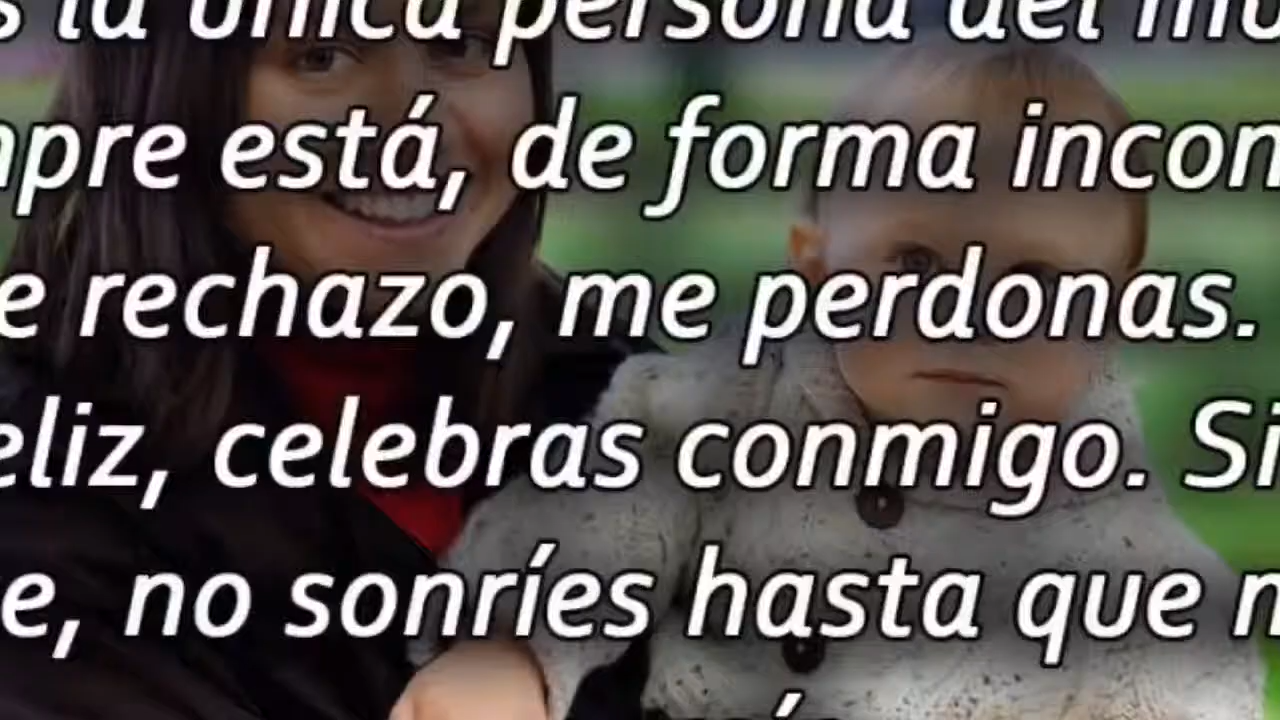 s la única persona del mu
mpre está, de forma incon
e rechazo, me perdonas.
eliz, celebras conmigo. Si
te, no sonríes hasta que